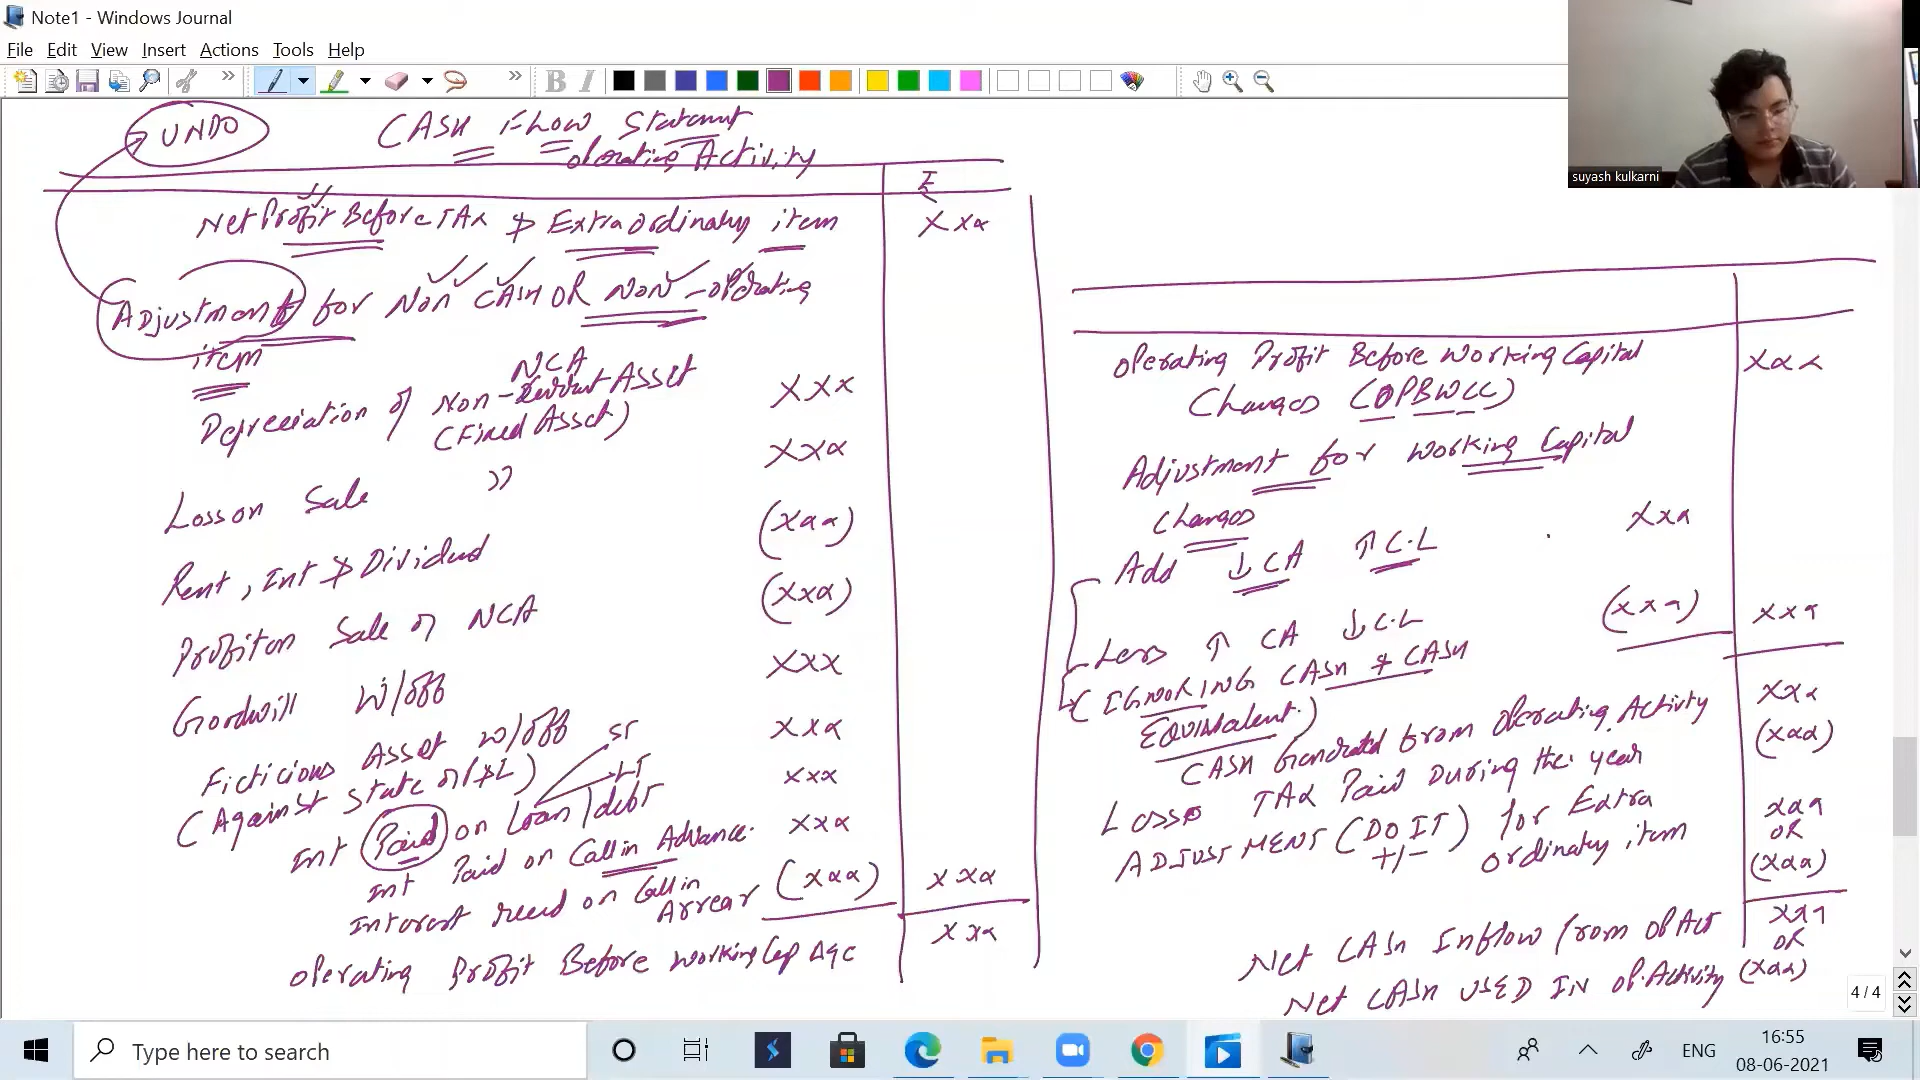 Note1 - Windows Journal
File Edit View Insert Actions Tools Help
B I
suyash kulkarni
UNDO
CASH Flow Statement
Operating Activity
₹
Net Profit Before TAX & Extraordinary item
XXX
Adjustment for Non CASH OR NON-operating
item
NCA
Depreciation of Non-Current Asset
XXX
(Fixed Asset)
Loss on Sale "
XXX
Rent, Int & Dividend
(XXX)
Profit on Sale of NCA
(XXX)
Goodwill W/off
XXX
Ficticious Asset W/off
XXX
(Against State of P&L)
ST
LT
Int Paid on Loan/debt
XXX
Int Paid on Call in Advance.
XXX
Interest recd on Call in
Arrear
(XXX) XXX
Operating Profit Before working Cap
XXX
Operating Profit Before Working Capital
XXX
Changes (OPBWCC)
Adjustment for Working Capital
Changes
Add ↓ CA ↑ C.L
XXX
Less ↑ CA ↓ C.L
(XXX) XXX
(IGNORING CASH & CASH
EQUIValent.)
CASH Generated from Operating Activity
XXX
Less TAX Paid During the year
(XXX)
ADJUSTMENT (DO IT) for Extra
+/-
ordinary item
XXX
OR
(XXX)
Net CASH Inflow from op Act
XXX
OR
Net CASH USED IN op. Activity (XXX)
4 / 4
Type here to search
ENG
16:55
08-06-2021